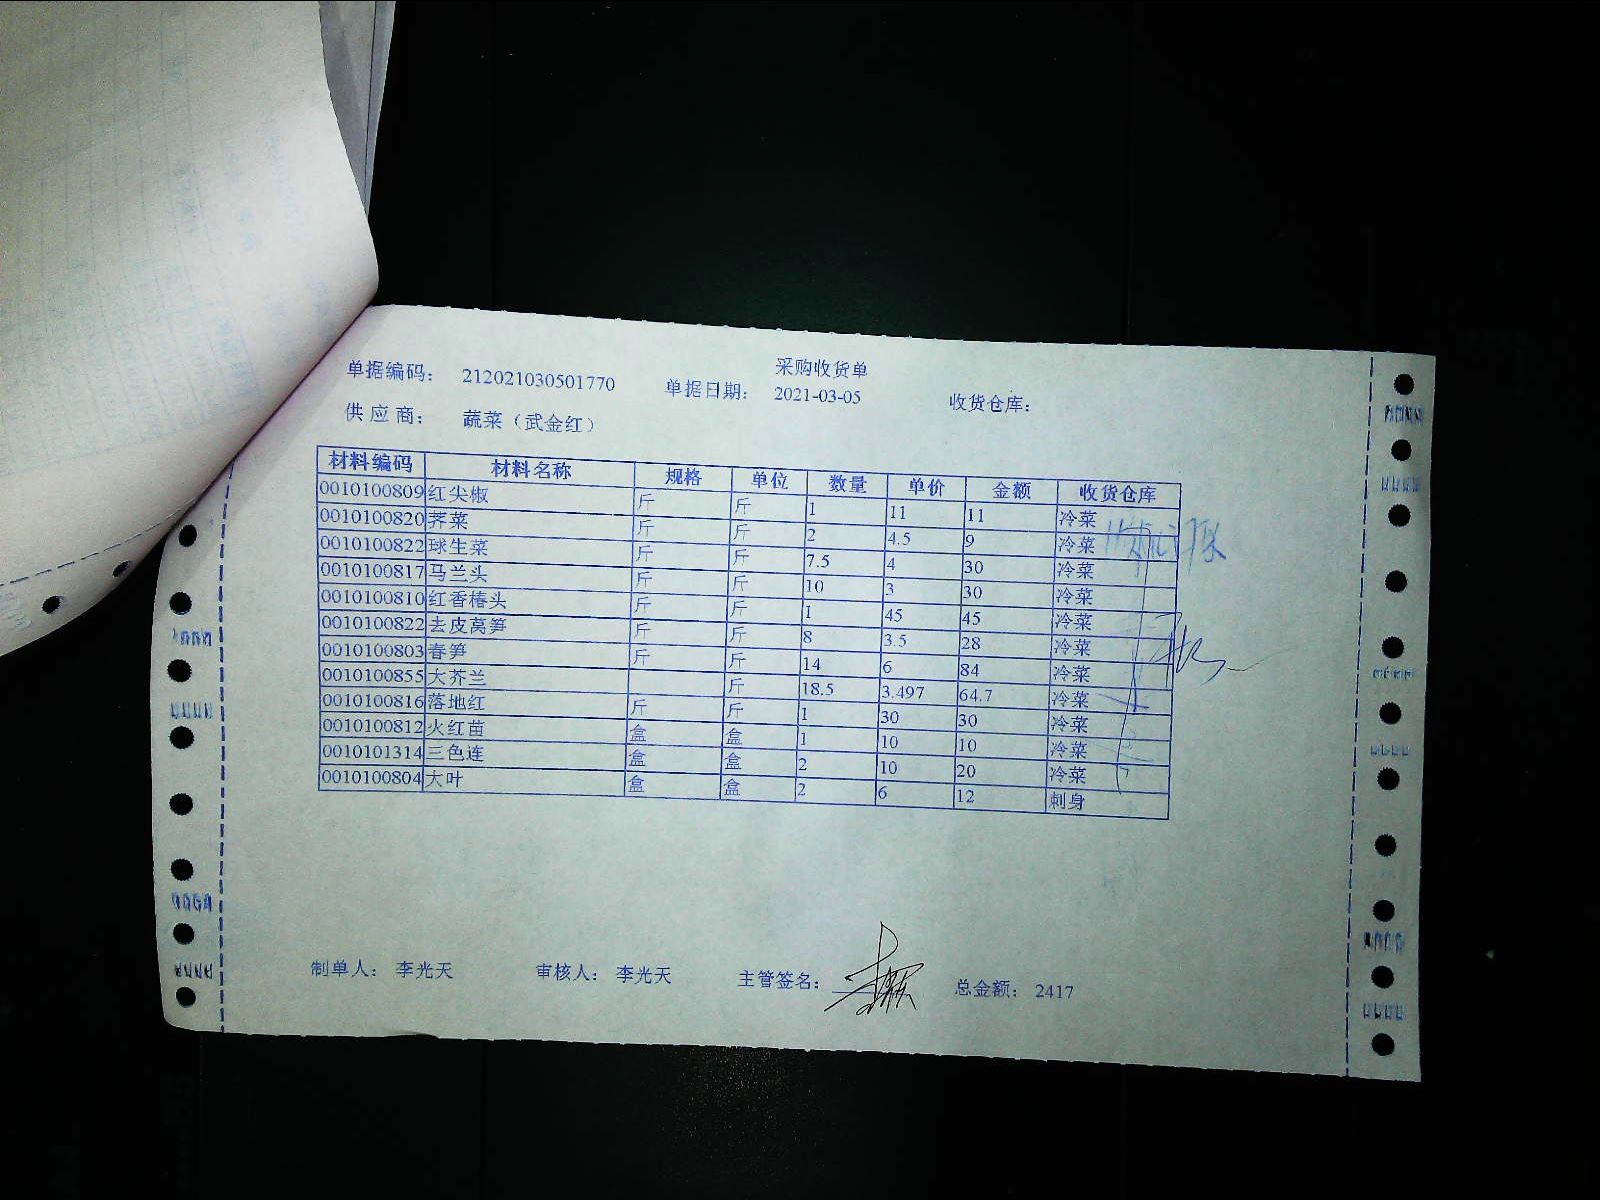 采购收货单
单据编码： 212021030501770 单据日期： 2021-03-05 收货仓库：
供应商： 蔬菜（武金红）
材料编码 材料名称 规格 单位 数量 单价 金额 收货仓库
0010100809 红尖椒 斤 斤 1 11 11 冷菜
0010100820 荠菜 斤 斤 2 4.5 9 冷菜
0010100822 球生菜 斤 斤 7.5 4 30 冷菜
0010100817 马兰头 斤 斤 10 3 30 冷菜
0010100810 红香椿头 斤 斤 1 45 45 冷菜
0010100822 去皮莴笋 斤 斤 8 3.5 28 冷菜
0010100803 春笋 斤 斤 14 6 84 冷菜
0010100855 大芥兰 斤 18.5 3.497 64.7 冷菜
0010100816 落地红 斤 斤 1 30 30 冷菜
0010100812 火红苗 盒 盒 1 10 10 冷菜
0010101314 三色连 盒 盒 2 10 20 冷菜
0010100804 大叶 盒 盒 2 6 12 刺身
制单人： 李光天 审核人： 李光天 主管签名： 总金额： 2417